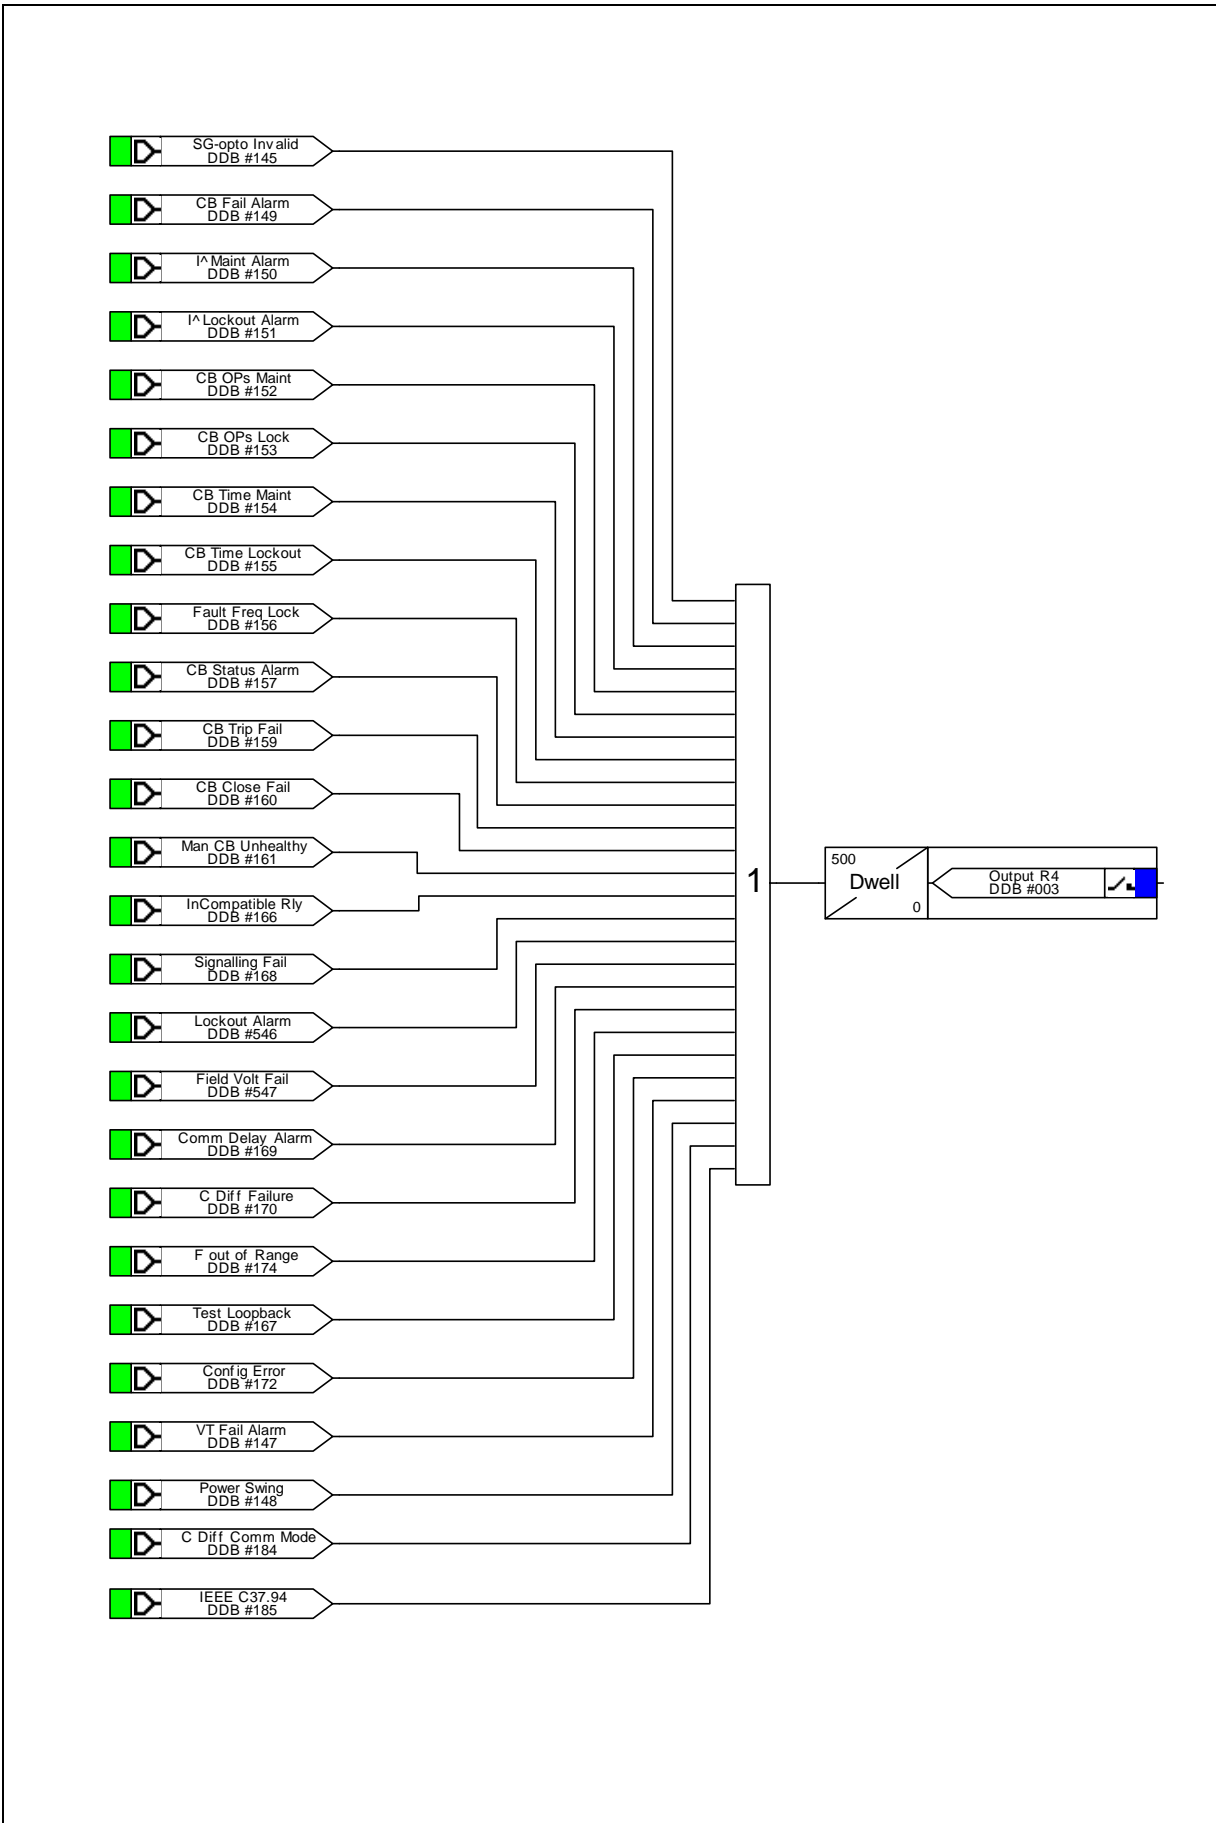 SG-opto Invalid
DDB #145
CB Fail Alarm
DDB #149
I^ Maint Alarm
DDB #150
I^ Lockout Alarm
DDB #151
CB OPs Maint
DDB #152
CB OPs Lock
DDB #153
CB Time Maint
DDB #154
CB Time Lockout
DDB #155
Fault Freq Lock
DDB #156
CB Status Alarm
DDB #157
CB Trip Fail
DDB #159
CB Close Fail
DDB #160
Man CB Unhealthy
DDB #161
InCompatible Rly
DDB #166
Signalling Fail
DDB #168
Lockout Alarm
DDB #546
Field Volt Fail
DDB #547
Comm Delay Alarm
DDB #169
C Diff Failure
DDB #170
F out of Range
DDB #174
Test Loopback
DDB #167
Config Error
DDB #172
VT Fail Alarm
DDB #147
Power Swing
DDB #148
C Diff Comm Mode
DDB #184
IEEE C37.94
DDB #185
1
500
Dwell
0
Output R4
DDB #003